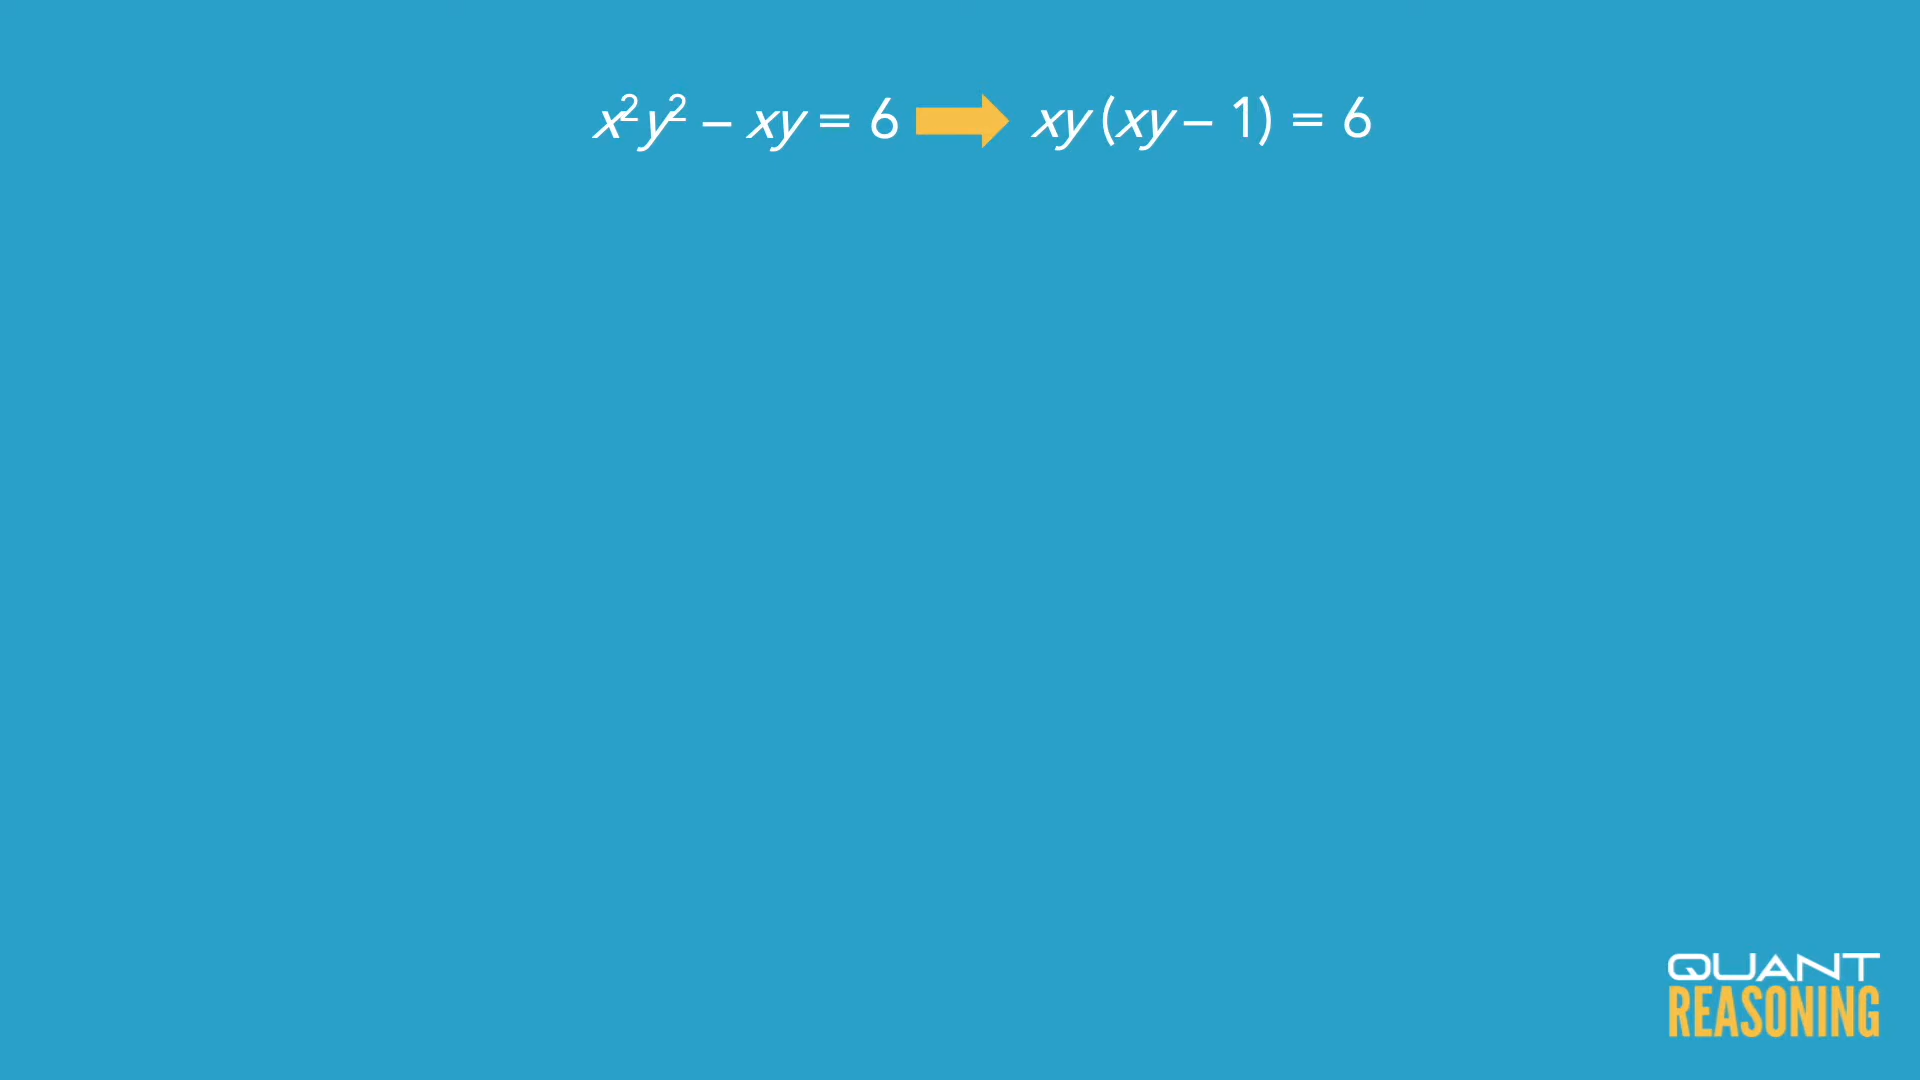 x²y² – xy = 6 xy (xy – 1) = 6
QUANT
REASONING